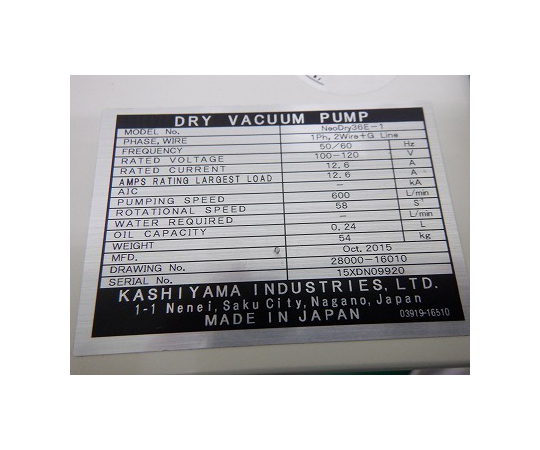 DRY VACUUM PUMP
MODEL No. NeoDry36E-1
PHASE, WIRE 1Ph, 2Wire+G Line
FREQUENCY 50/60 Hz
RATED VOLTAGE 100-120 V
RATED CURRENT 12.6 A
AMPS RATING LARGEST LOAD 12.6 A
AIC — kA
PUMPING SPEED 600 L/min
ROTATIONAL SPEED 58 S⁻¹
WATER REQUIRED — L/min
OIL CAPACITY 0.24 L
WEIGHT 54 kg
MFD. Oct. 2015
DRAWING No. 28000-16010
SERIAL No. 15XDN09920
KASHIYAMA INDUSTRIES, LTD.
1-1 Nenei, Saku City, Nagano, Japan
MADE IN JAPAN 03919-16510